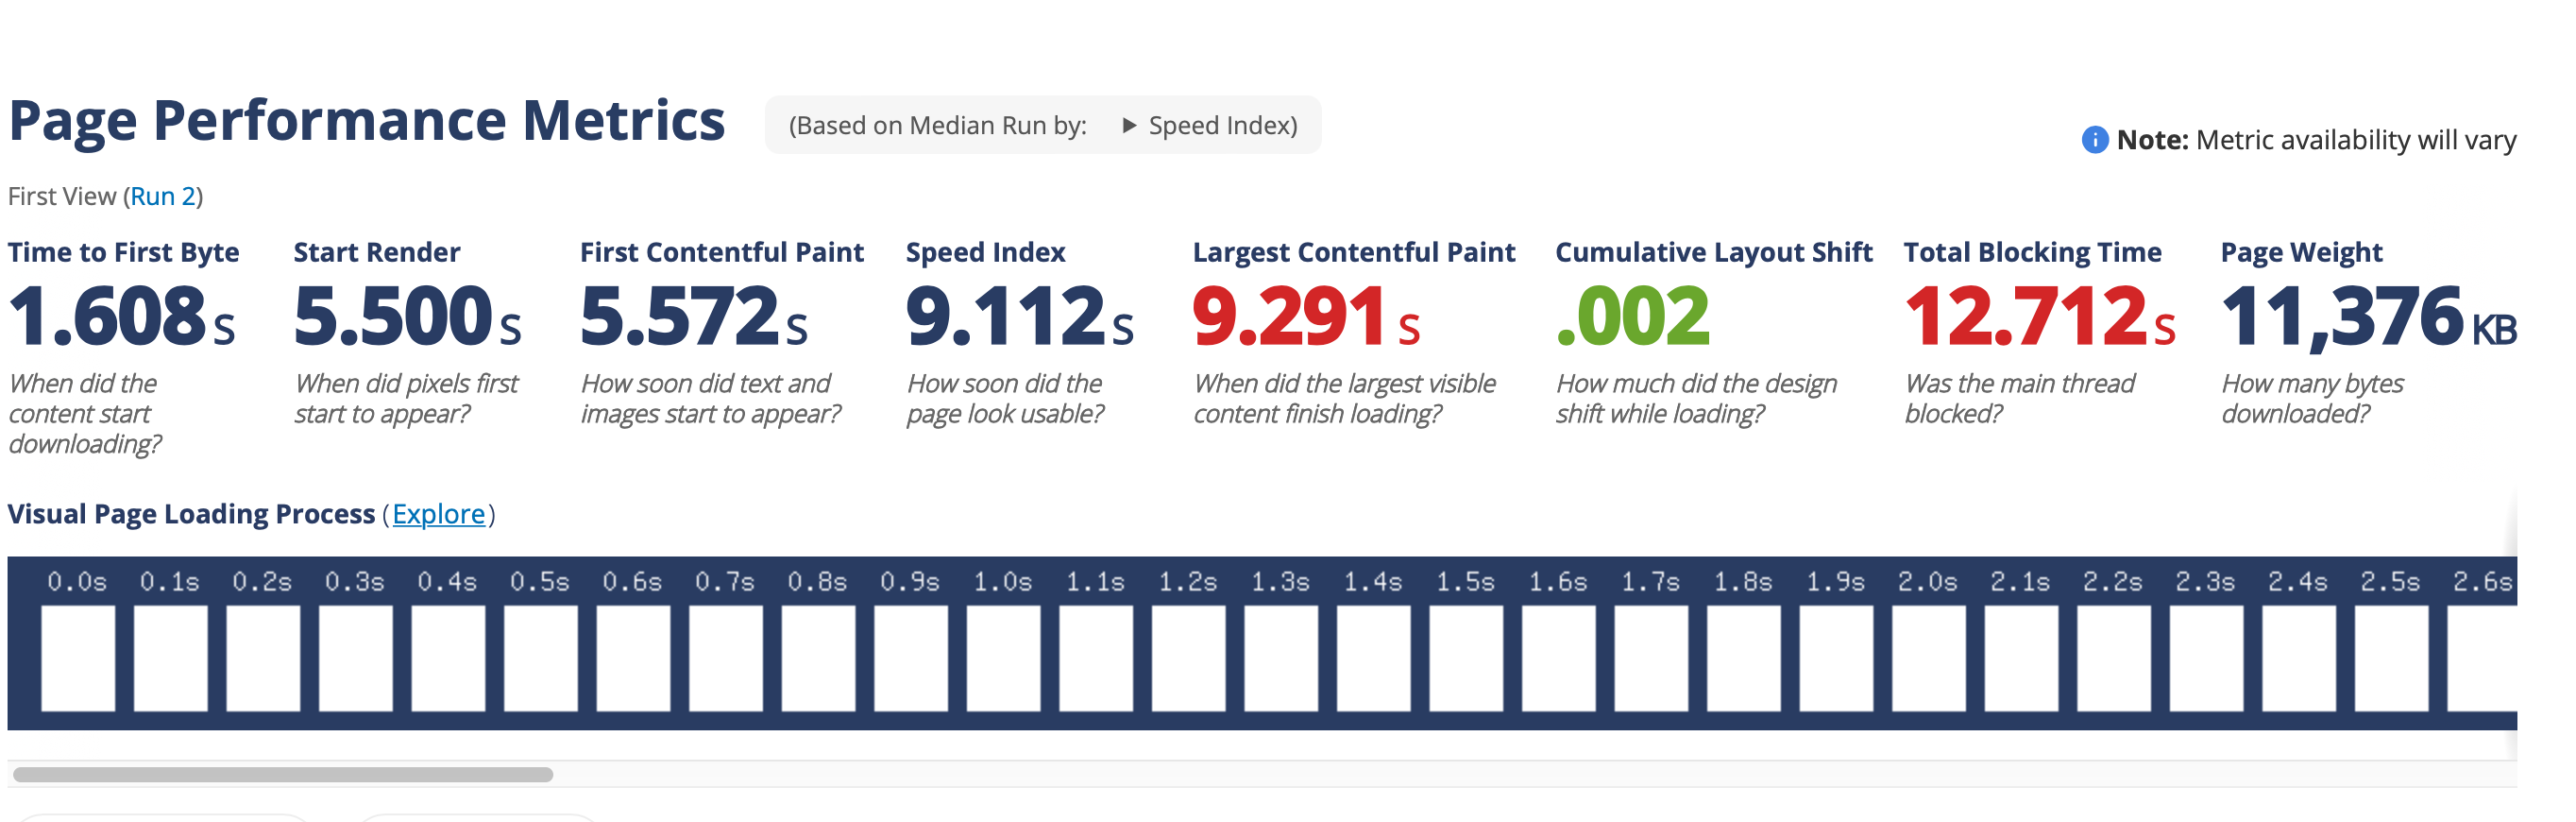 Page Performance Metrics
(Based on Median Run by: ▶ Speed Index)
Note: Metric availability will vary
First View (Run 2)
Time to First Byte
1.608s
When did the
content start
downloading?
Start Render
5.500s
When did pixels first
start to appear?
First Contentful Paint
5.572s
How soon did text and
images start to appear?
Speed Index
9.112s
How soon did the
page look usable?
Largest Contentful Paint
9.291s
When did the largest visible
content finish loading?
Cumulative Layout Shift
.002
How much did the design
shift while loading?
Total Blocking Time
12.712s
Was the main thread
blocked?
Page Weight
11,376KB
How many bytes
downloaded?
Visual Page Loading Process (Explore)
0.0s 0.1s 0.2s 0.3s 0.4s 0.5s 0.6s 0.7s 0.8s 0.9s 1.0s 1.1s 1.2s 1.3s 1.4s 1.5s 1.6s 1.7s 1.8s 1.9s 2.0s 2.1s 2.2s 2.3s 2.4s 2.5s 2.6s